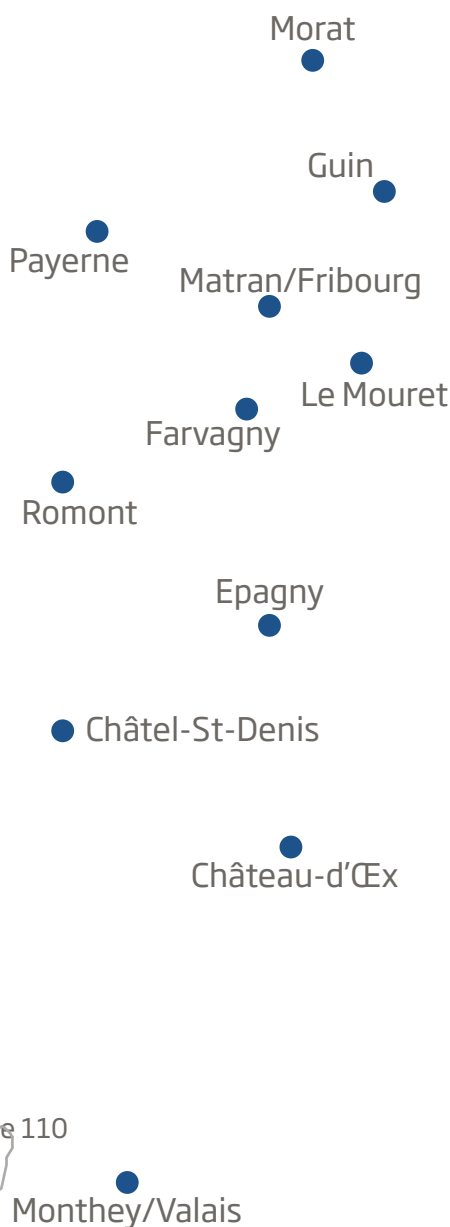 Morat
Guin
Payerne
Matran/Fribourg
Le Mouret
Farvagny
Romont
Epagny
Châtel-St-Denis
Château-d’Œx
110
Monthey/Valais